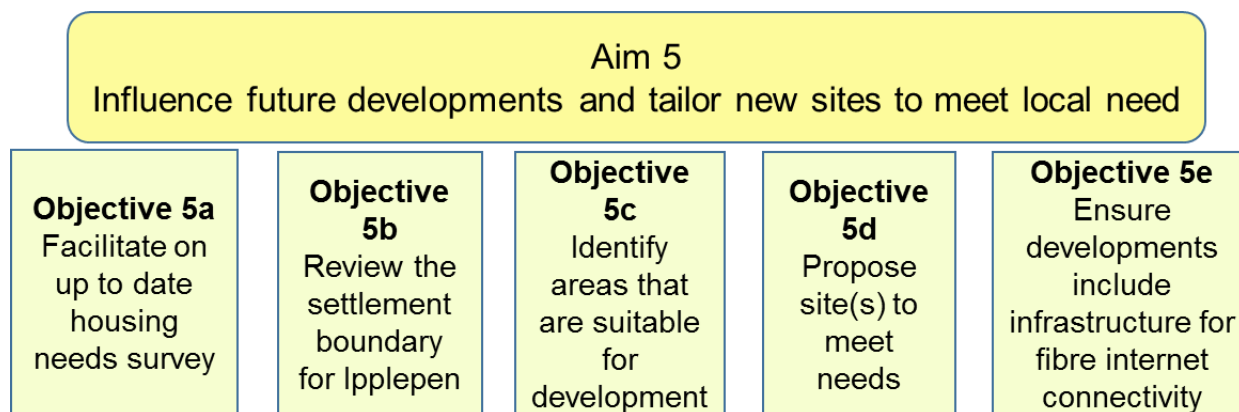 Aim 5
Influence future developments and tailor new sites to meet local need
Objective 5a
Facilitate on
up to date
housing
needs survey
Objective
5b
Review the
settlement
boundary
for Ipplepen
Objective
5c
Identify
areas that
are suitable
for
development
Objective
5d
Propose
site(s) to
meet
needs
Objective 5e
Ensure
developments
include
infrastructure for
fibre internet
connectivity